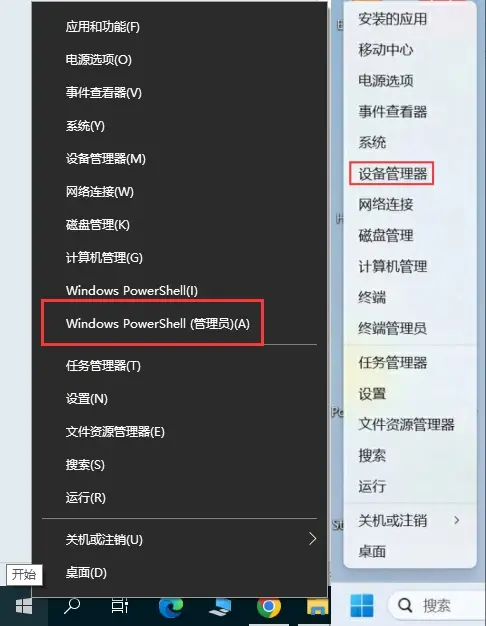 应用和功能(F)
电源选项(O)
事件查看器(V)
系统(Y)
设备管理器(M)
网络连接(W)
磁盘管理(K)
计算机管理(G)
Windows PowerShell(I)
Windows PowerShell (管理员)(A)
任务管理器(T)
设置(N)
文件资源管理器(E)
搜索(S)
运行(R)
关机或注销(U)
桌面(D)
开始
安装的应用
移动中心
电源选项
事件查看器
系统
设备管理器
网络连接
磁盘管理
计算机管理
终端
终端管理员
任务管理器
设置
文件资源管理器
搜索
运行
关机或注销
桌面
搜索